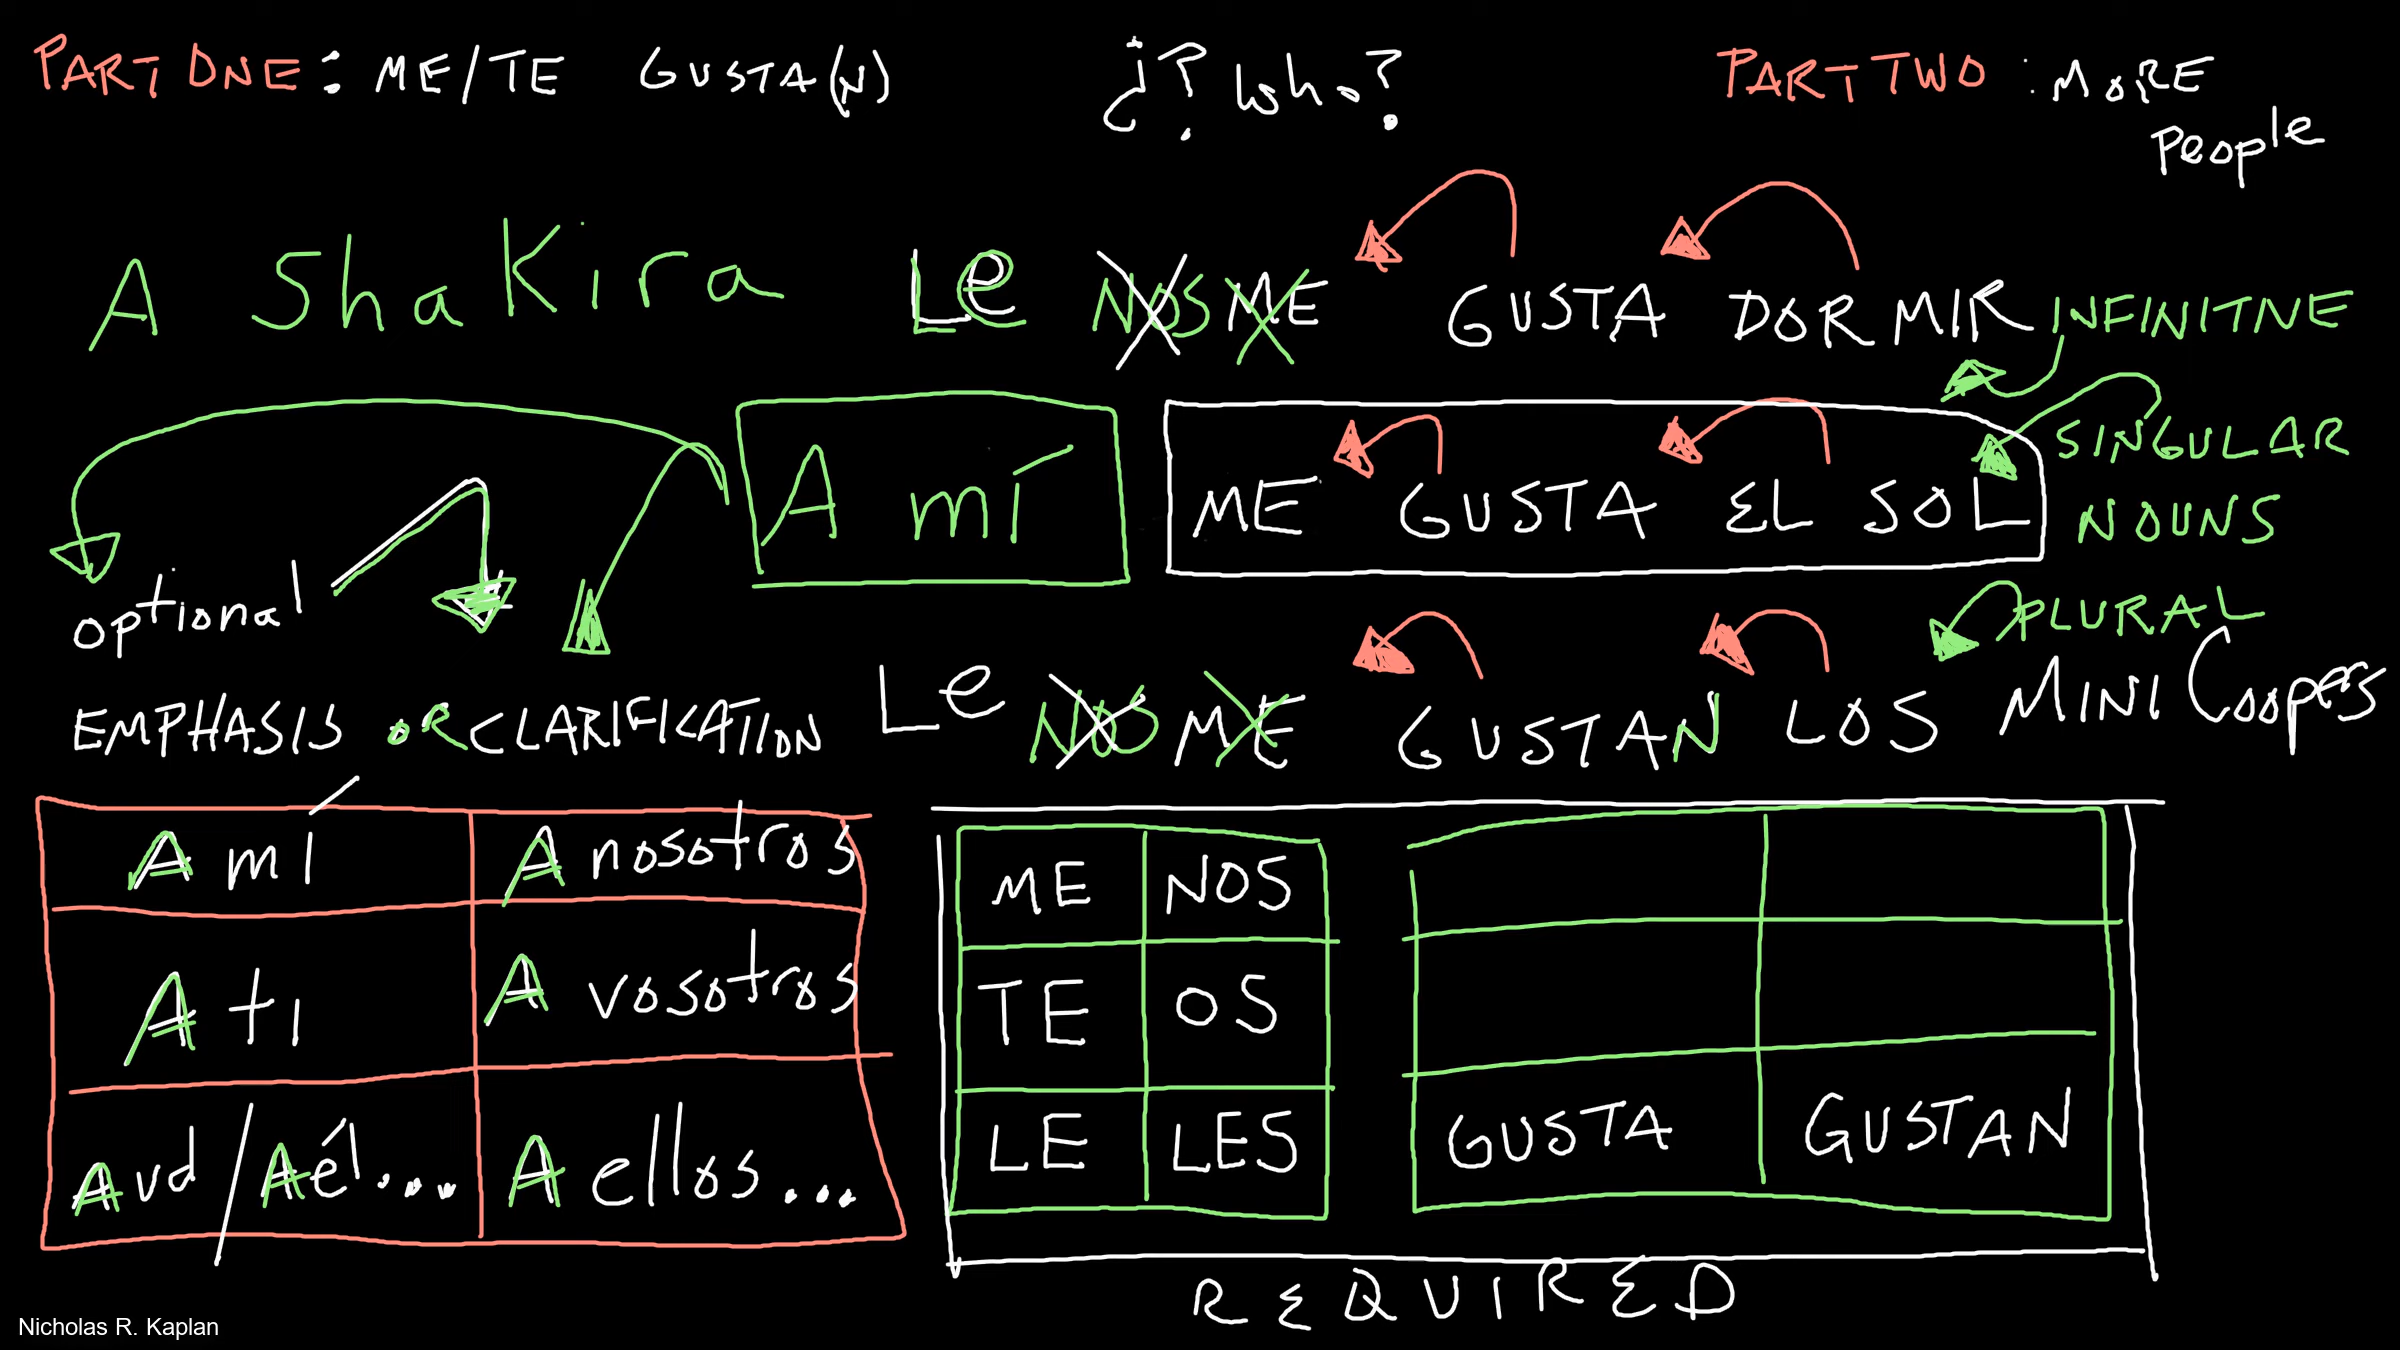 PART ONE: ME/TE GUSTA(N) ¿? Who? PART TWO: MORE
People
A Shakira Le NOS ME GUSTA DORMIR INFINITIVE
A mí ME GUSTA EL SOL SINGULAR
NOUNS
optional PLURAL
EMPHASIS OR CLARIFICATION Le NOS ME GUSTAN LOS MINI Coopers
A mí A nosotros ME NOS
A ti A vosotros TE OS
A ud/A él... A ellos... LE LES GUSTA GUSTAN
REQUIRED
Nicholas R. Kaplan